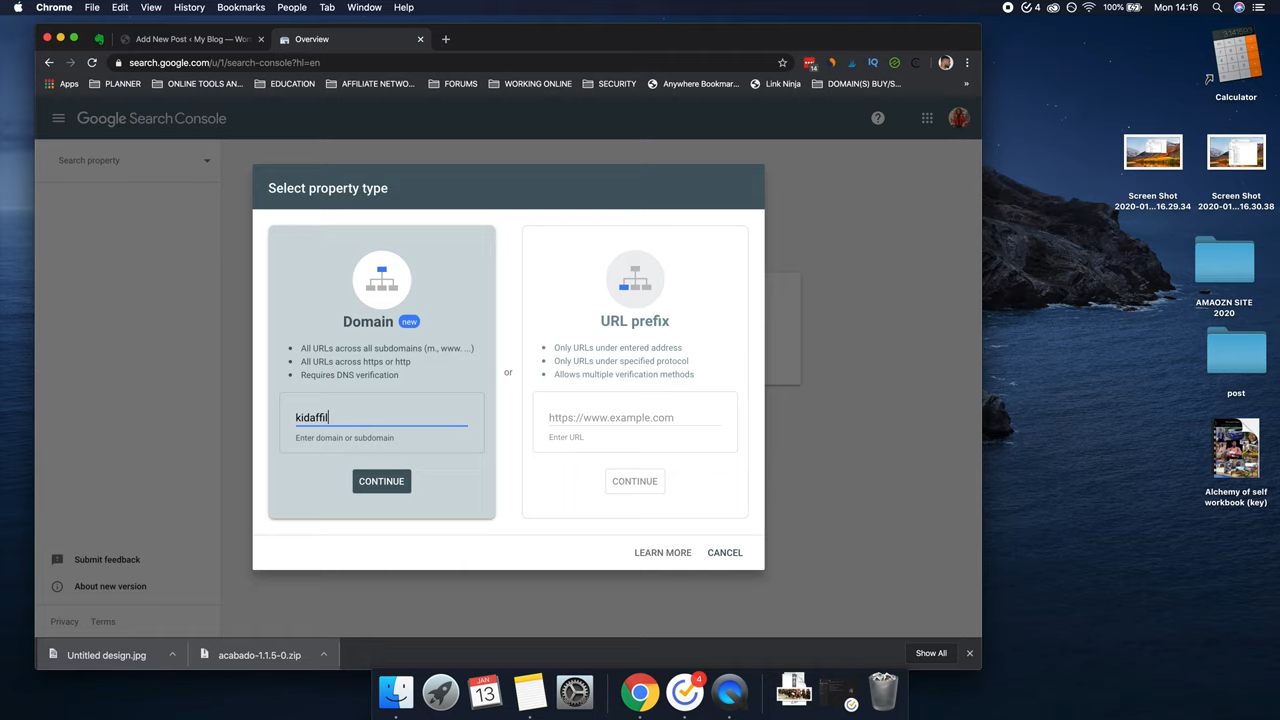 Chrome File Edit View History Bookmarks People Tab Window Help
4 100% Mon 14:16
Add New Post ‹ My Blog — Wor
Overview
search.google.com/u/1/search-console?hl=en
14
Apps PLANNER ONLINE TOOLS AN... EDUCATION AFFILIATE NETWO... FORUMS WORKING ONLINE SECURITY Anywhere Bookmar... Link Ninja DOMAIN(S) BUY/S... »
Google Search Console
Search property
Select property type
Domain new
All URLs across all subdomains (m., www. ...)
All URLs across https or http
Requires DNS verification
kidaffil
Enter domain or subdomain
CONTINUE
or
URL prefix
Only URLs under entered address
Only URLs under specified protocol
Allows multiple verification methods
https://www.example.com
Enter URL
CONTINUE
LEARN MORE CANCEL
Submit feedback
About new version
Privacy Terms
Untitled design.jpg
acabado-1.1.5-0.zip
Show All
Calculator
Screen Shot
2020-01...16.29.34
Screen Shot
2020-01...16.30.38
AMAOZN SITE
2020
post
Alchemy of self
workbook (key)
JAN
13
4